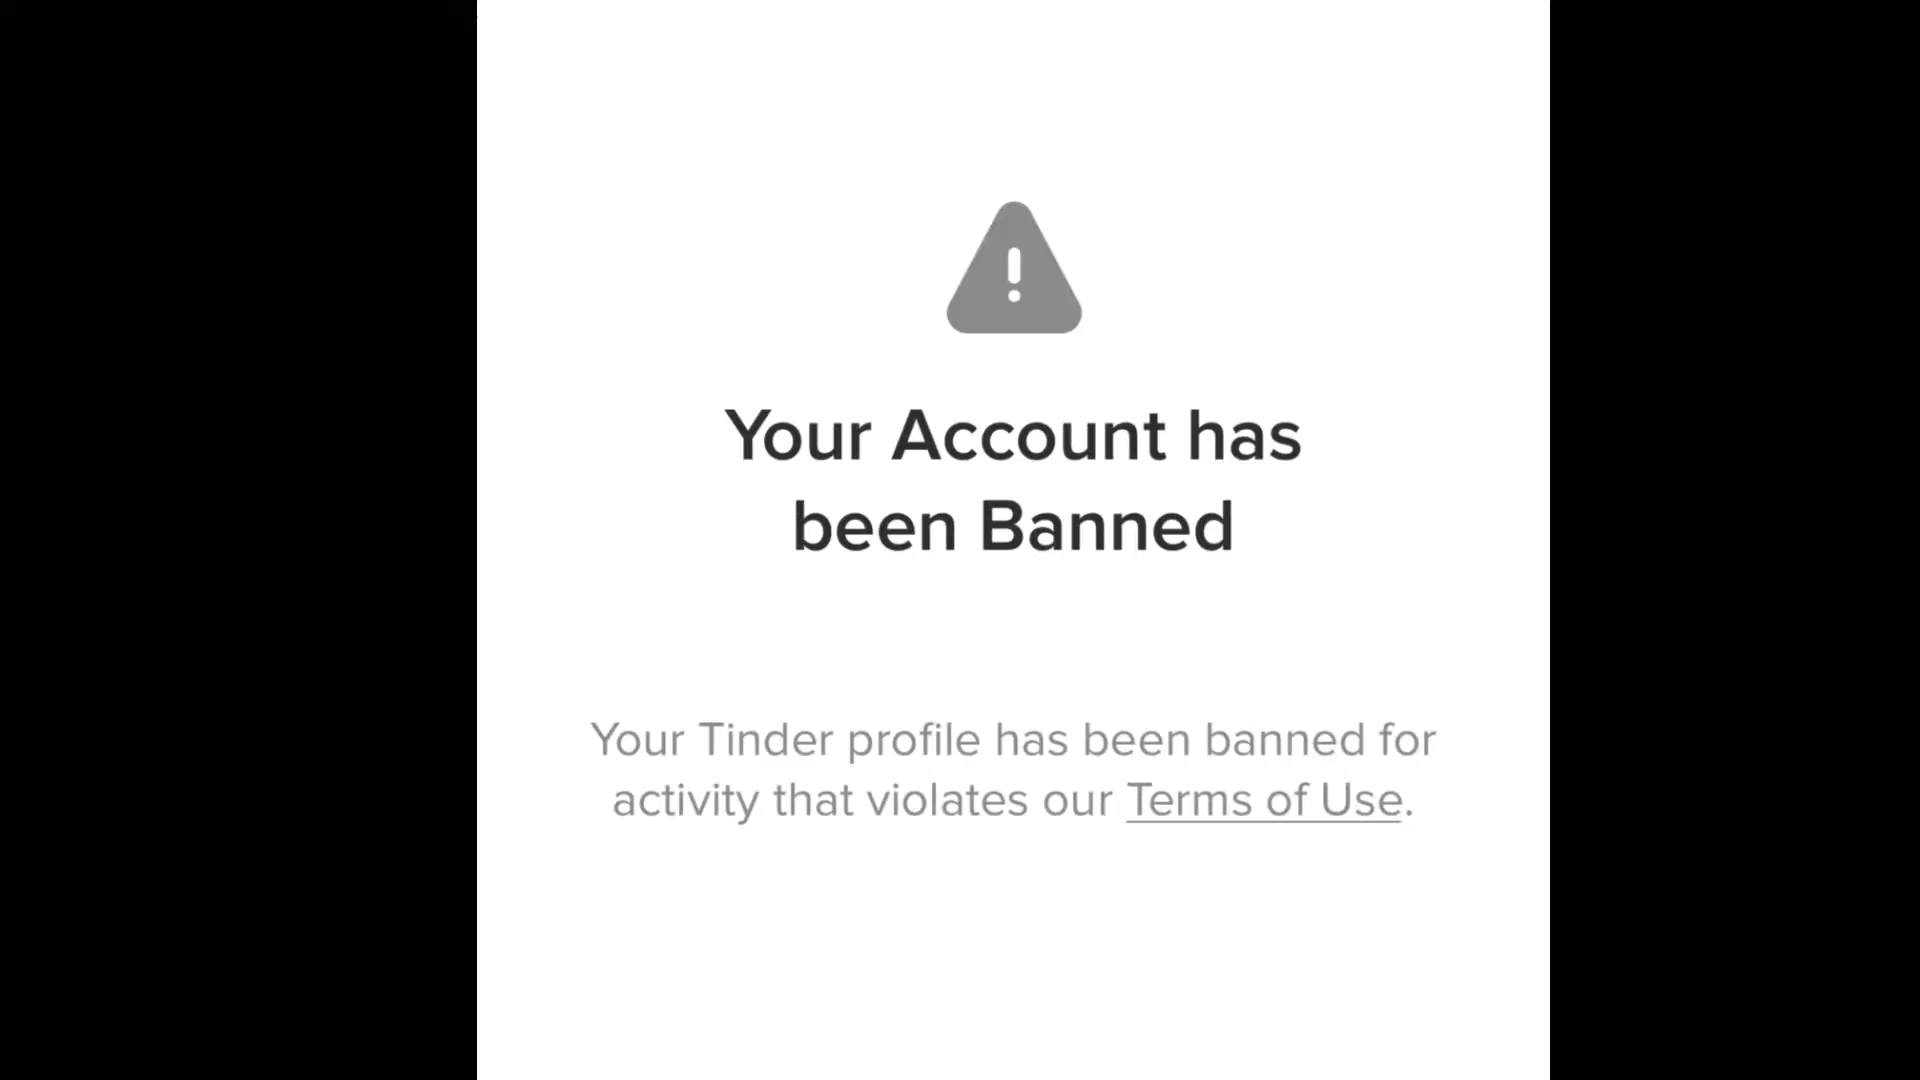 Your Account has
been Banned
Your Tinder profile has been banned for
activity that violates our Terms of Use.